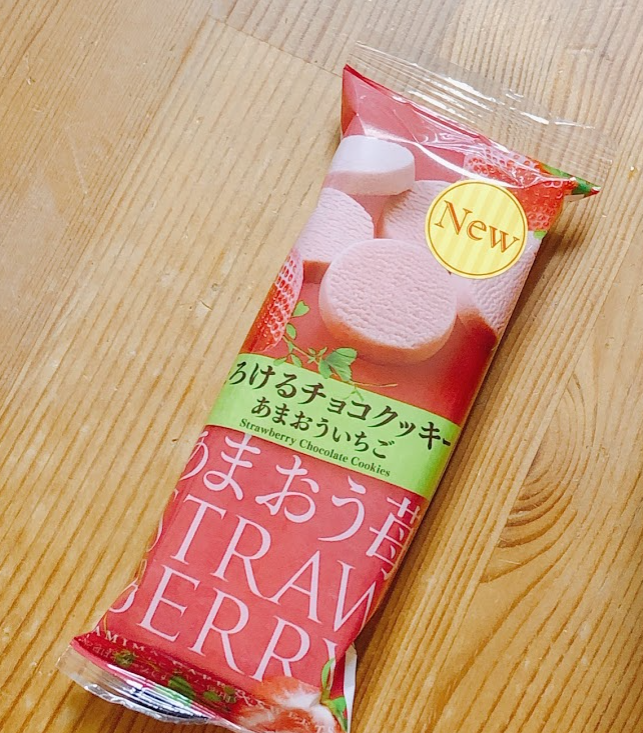 New
ろけるチョコクッキー
あまおういちご
Strawberry Chocolate Cookies
まおう苺
STRAW
BERRY